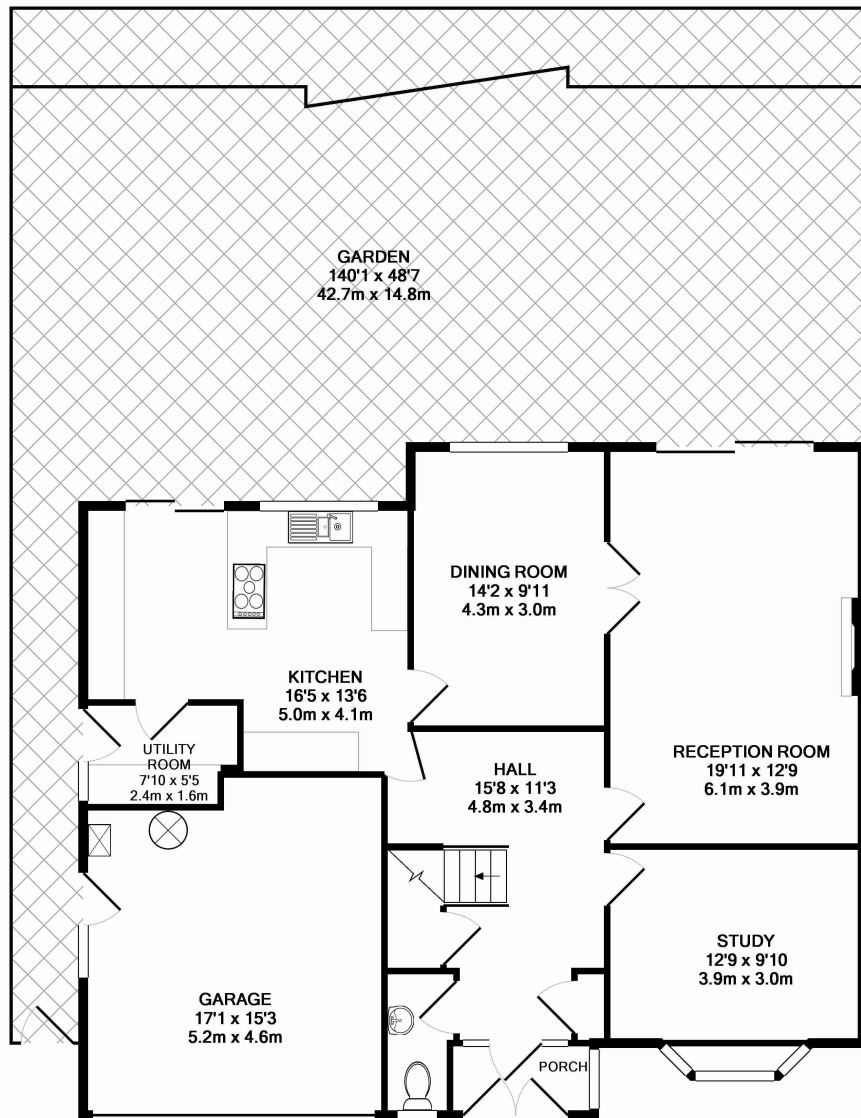 GARDEN
140'1 x 48'7
42.7m x 14.8m
DINING ROOM
14'2 x 9'11
4.3m x 3.0m
KITCHEN
16'5 x 13'6
5.0m x 4.1m
UTILITY
ROOM
7'10 x 5'5
2.4m x 1.6m
HALL
15'8 x 11'3
4.8m x 3.4m
RECEPTION ROOM
19'11 x 12'9
6.1m x 3.9m
STUDY
12'9 x 9'10
3.9m x 3.0m
GARAGE
17'1 x 15'3
5.2m x 4.6m
PORCH